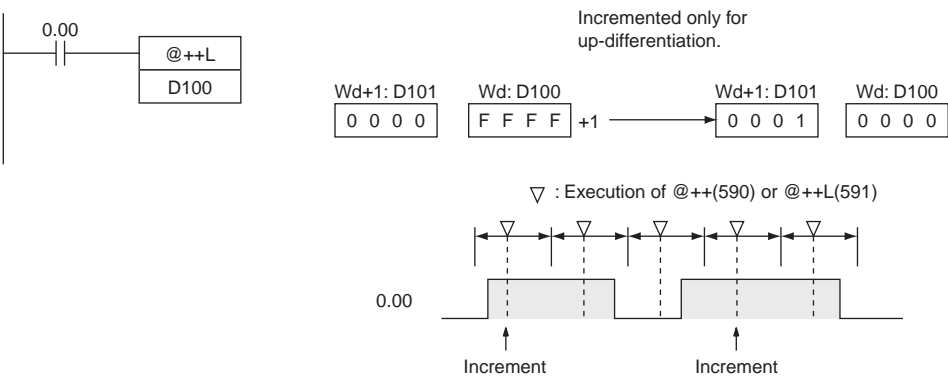 0.00
@++L
D100
Incremented only for
up-differentiation.
Wd+1: D101 Wd: D100 Wd+1: D101 Wd: D100
0 0 0 0 F F F F +1 0 0 0 1 0 0 0 0
: Execution of @++(590) or @++L(591)
0.00
Increment Increment